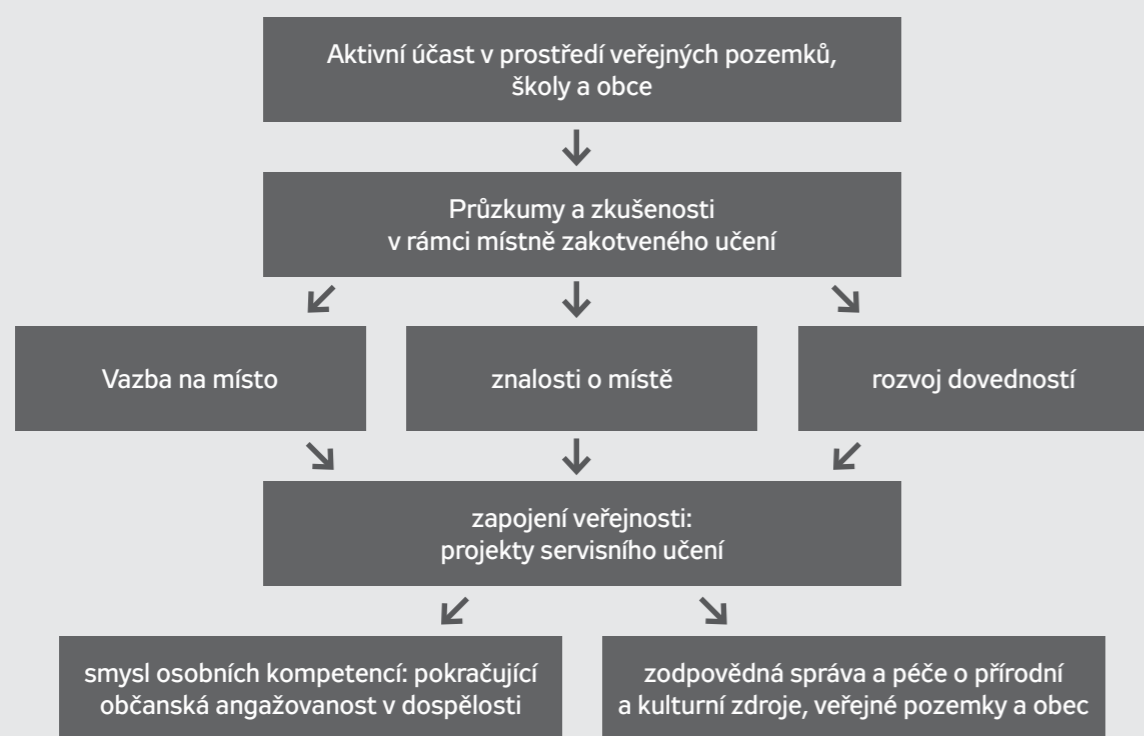 Aktivní účast v prostředí veřejných pozemků,
školy a obce
Průzkumy a zkušenosti
v rámci místně zakotveného učení
Vazba na místo
znalosti o místě
rozvoj dovedností
zapojení veřejnosti:
projekty servisního učení
smysl osobních kompetencí: pokračující
občanská angažovanost v dospělosti
zodpovědná správa a péče o přírodní
a kulturní zdroje, veřejné pozemky a obec